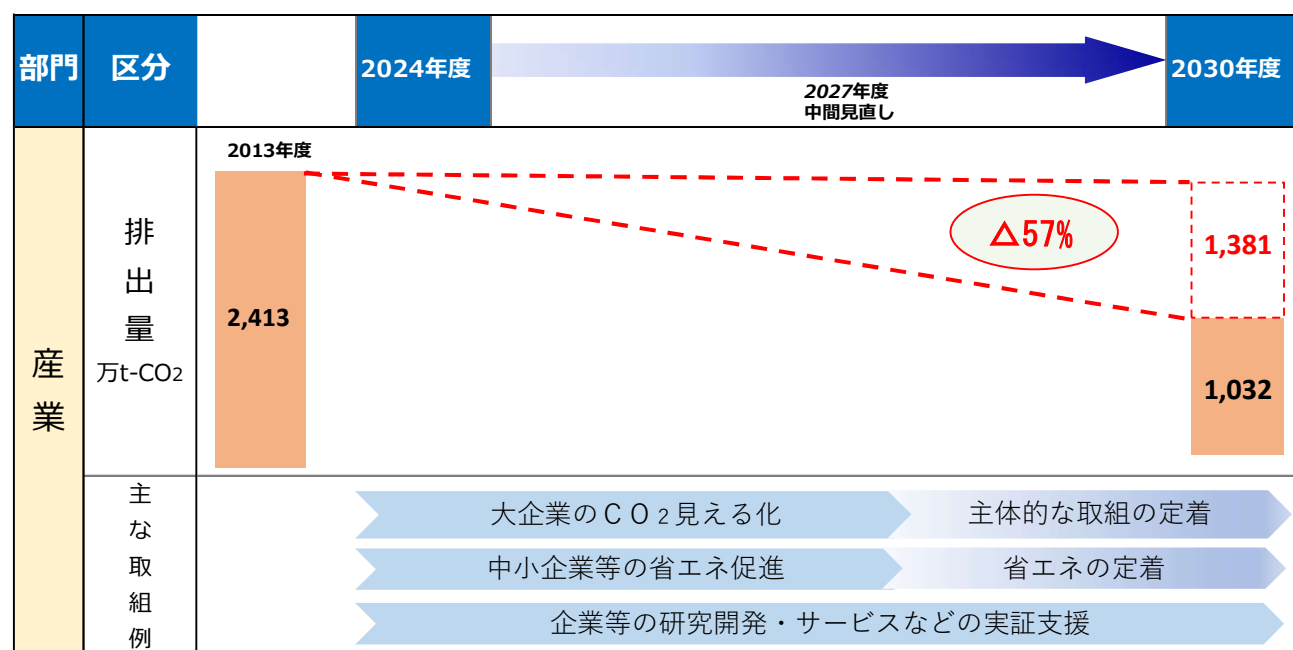 部門
区分
2024年度
2030年度
2027年度
中間見直し
産業
排出量
万t-CO2
2013年度
2,413
△57%
1,381
1,032
主な取組例
大企業のＣＯ２見える化
主体的な取組の定着
中小企業等の省エネ促進
省エネの定着
企業等の研究開発・サービスなどの実証支援